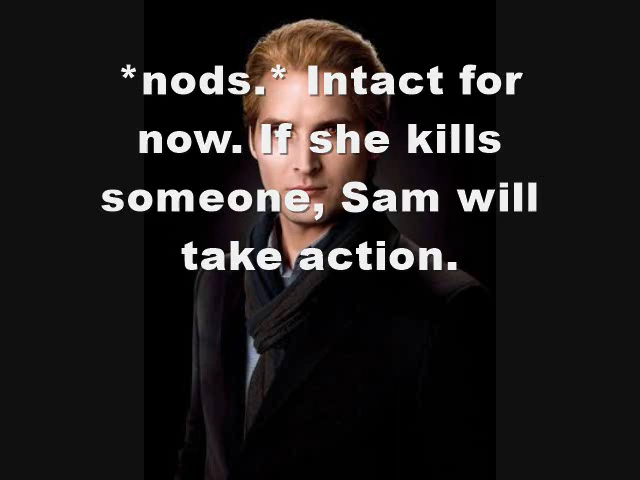 *nods.* Intact for
now. If she kills
someone, Sam will
take action.